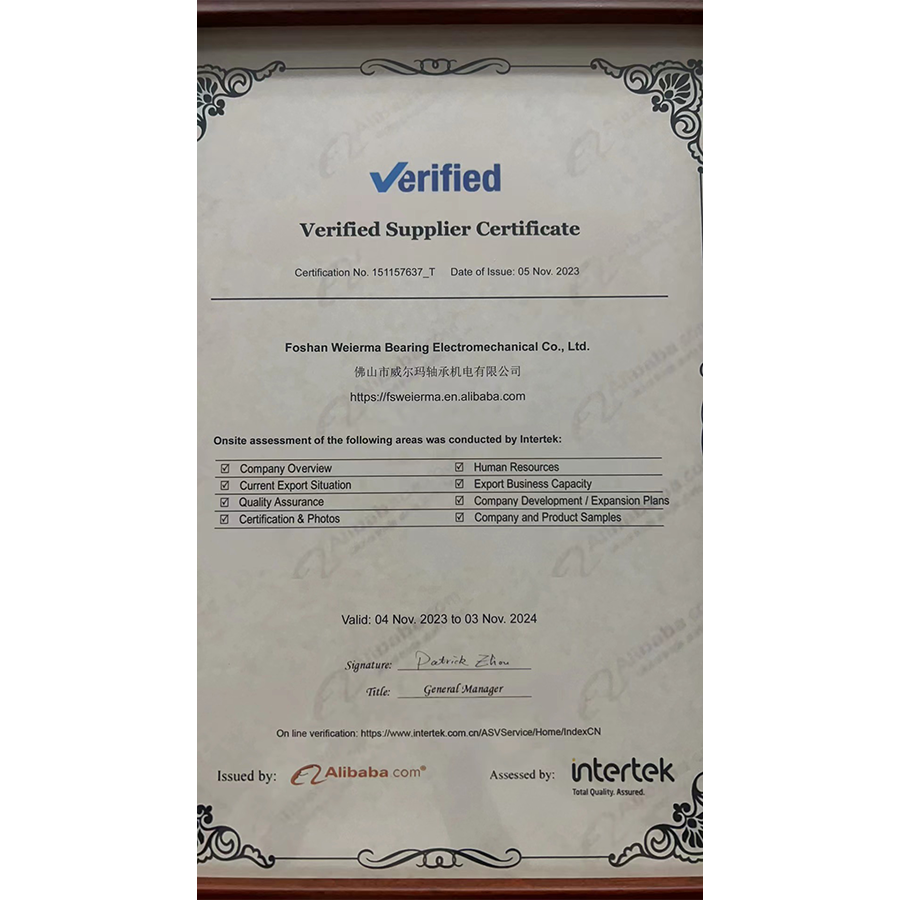 Verified
Verified Supplier Certificate
Certification No. 151157637_T Date of Issue: 05 Nov. 2023
Foshan Weierma Bearing Electromechanical Co., Ltd.
佛山市威尔玛轴承机电有限公司
https://fsweierma.en.alibaba.com
Onsite assessment of the following areas was conducted by Intertek:
☑ Company Overview ☑ Human Resources
☑ Current Export Situation ☑ Export Business Capacity
☑ Quality Assurance ☑ Company Development / Expansion Plans
☑ Certification & Photos ☑ Company and Product Samples
Valid: 04 Nov. 2023 to 03 Nov. 2024
Signature: Patrick Zhou
Title: General Manager
On line verification: https://www.intertek.com.cn/ASVService/Home/IndexCN
Issued by: Alibaba.com® Assessed by: intertek
Total Quality. Assured.